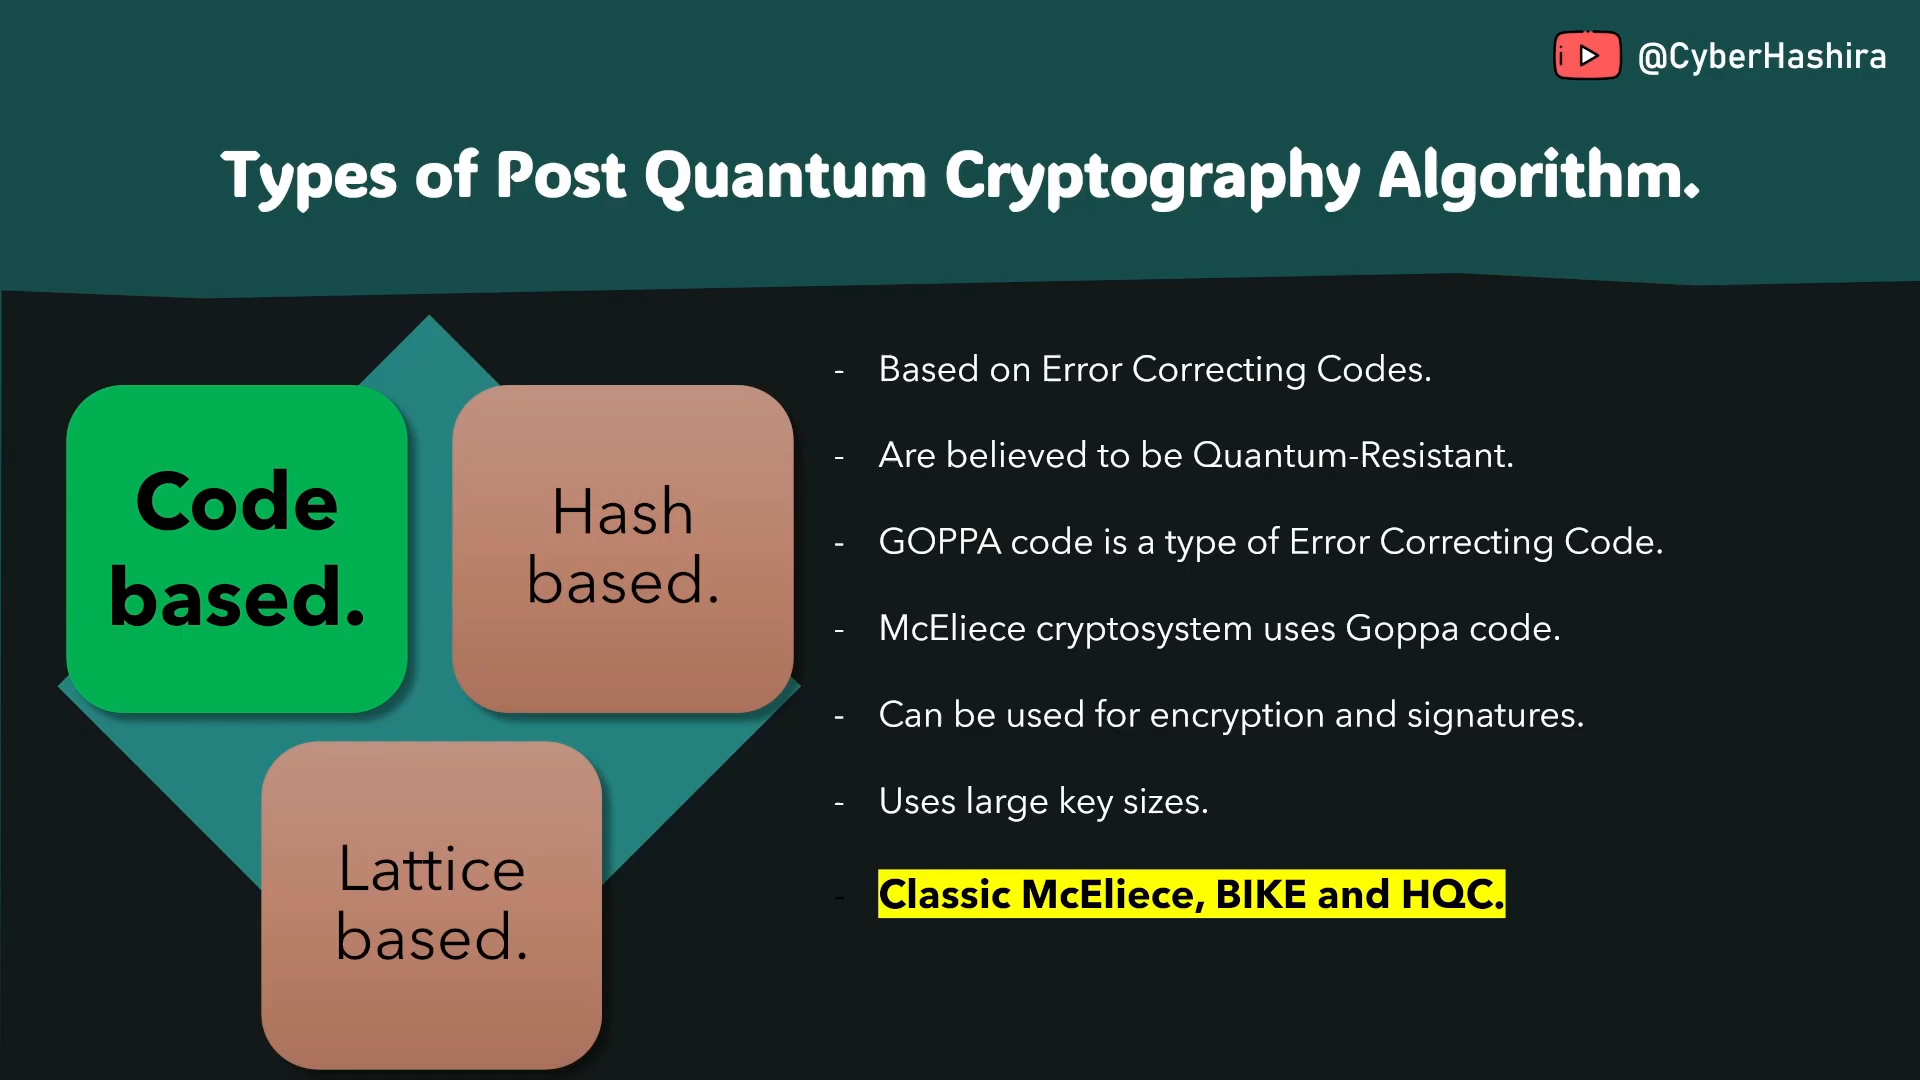 @CyberHashira
Types of Post Quantum Cryptography Algorithm.
Code
based.
Hash
based.
Lattice
based.
- Based on Error Correcting Codes.
- Are believed to be Quantum-Resistant.
- GOPPA code is a type of Error Correcting Code.
- McEliece cryptosystem uses Goppa code.
- Can be used for encryption and signatures.
- Uses large key sizes.
- Classic McEliece, BIKE and HQC.